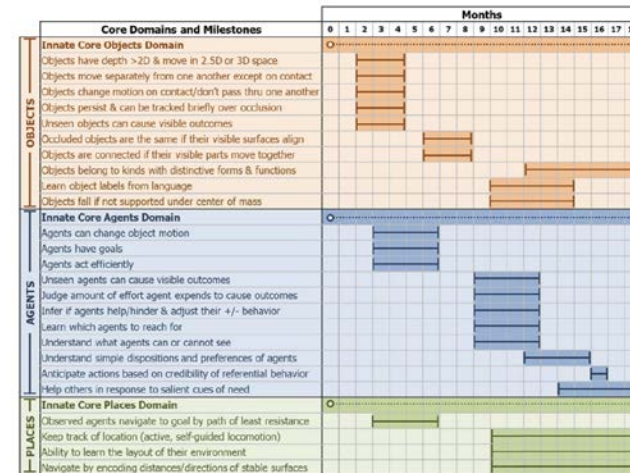 Months
Core Domains and Milestones
0 1 2 3 4 5 6 7 8 9 10 11 12 13 14 15 16 17
OBJECTS
Innate Core Objects Domain
Objects have depth >2D & move in 2.5D or 3D space
Objects move separately from one another except on contact
Objects change motion on contact/don't pass thru one another
Objects persist & can be tracked briefly over occlusion
Unseen objects can cause visible outcomes
Occluded objects are the same if their visible surfaces align
Objects are connected if their visible parts move together
Objects belong to kinds with distinctive forms & functions
Learn object labels from language
Objects fall if not supported under center of mass
AGENTS
Innate Core Agents Domain
Agents can change object motion
Agents have goals
Agents act efficiently
Unseen agents can cause visible outcomes
Judge amount of effort agent expends to cause outcomes
Infer if agents help/hinder & adjust their +/- behavior
Learn which agents to reach for
Understand what agents can or cannot see
Understand simple dispositions and preferences of agents
Anticipate actions based on credibility of referential behavior
Help others in response to salient cues of need
PLACES
Innate Core Places Domain
Observed agents navigate to goal by path of least resistance
Keep track of location (active, self-guided locomotion)
Ability to learn the layout of their environment
Navigate by encoding distances/directions of stable surfaces